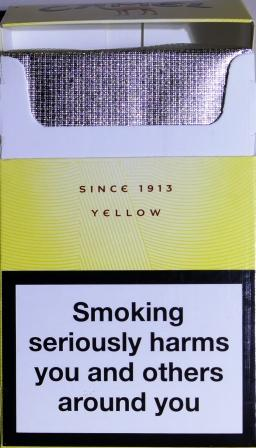 SINCE 1913
YELLOW
Smoking
seriously harms
you and others
around you